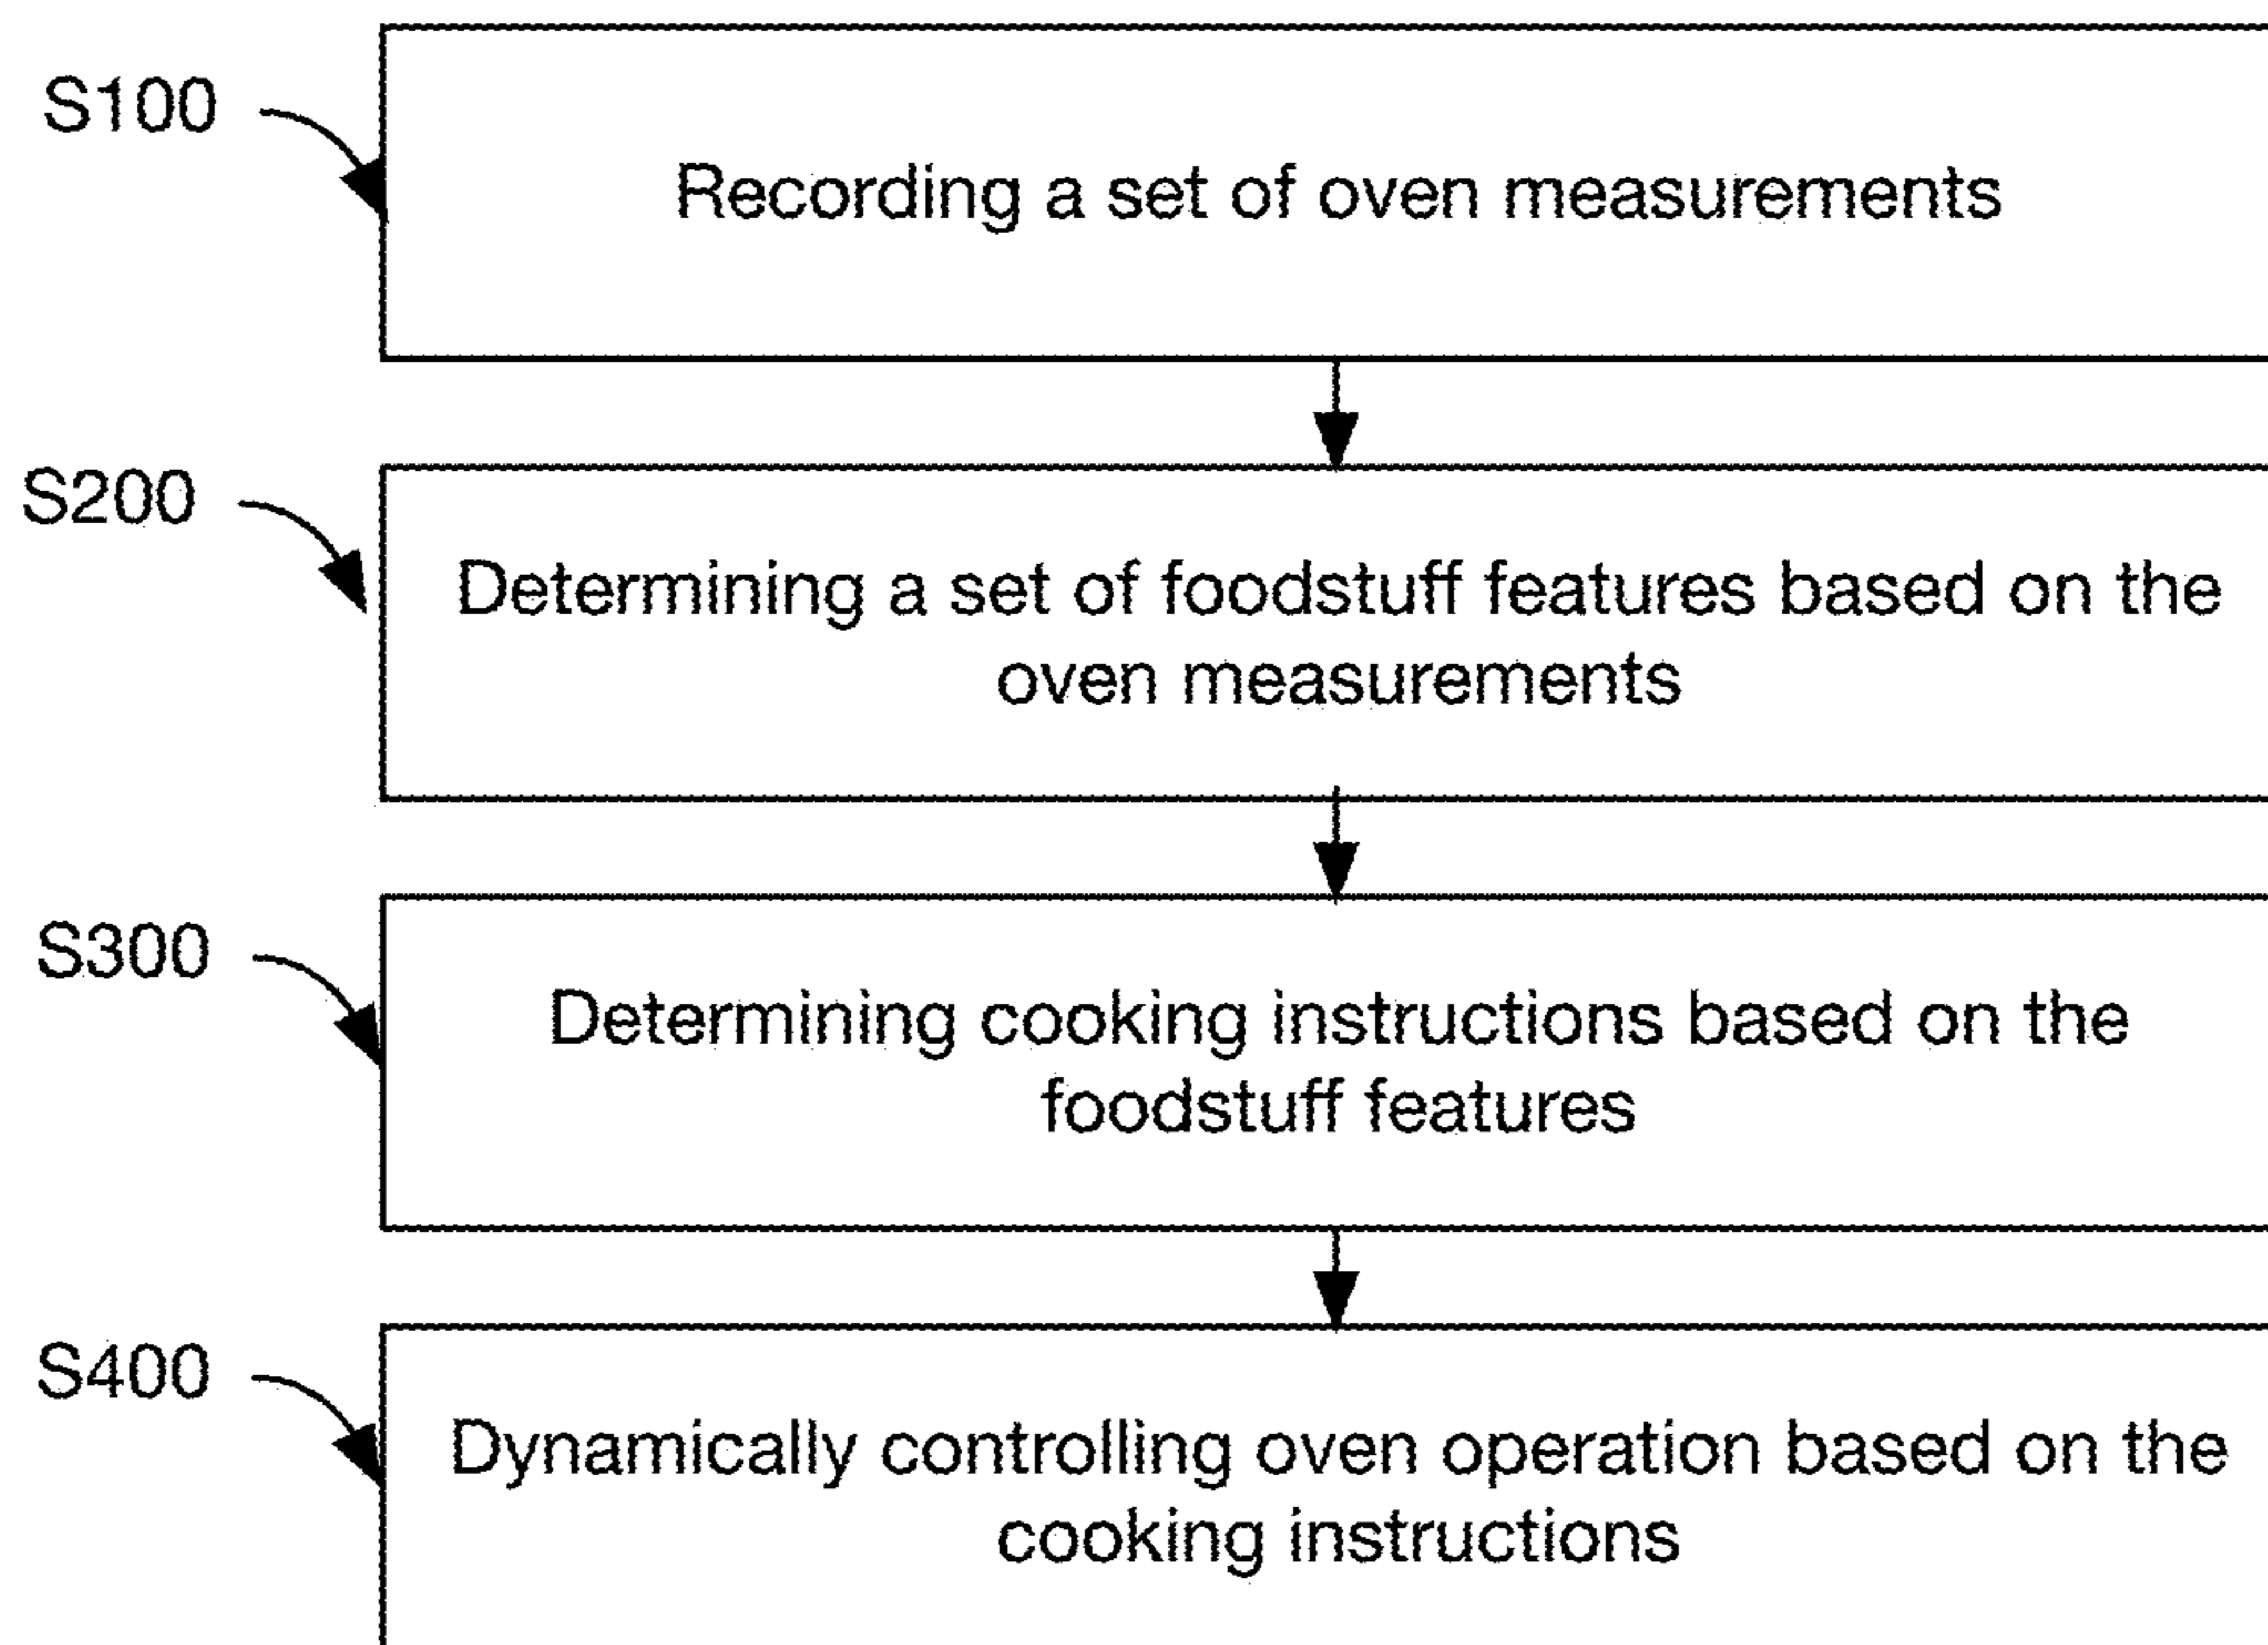 S100
Recording a set of oven measurements
S200
Determining a set of foodstuff features based on the
oven measurements
S300
Determining cooking instructions based on the
foodstuff features
S400
Dynamically controlling oven operation based on the
cooking instructions